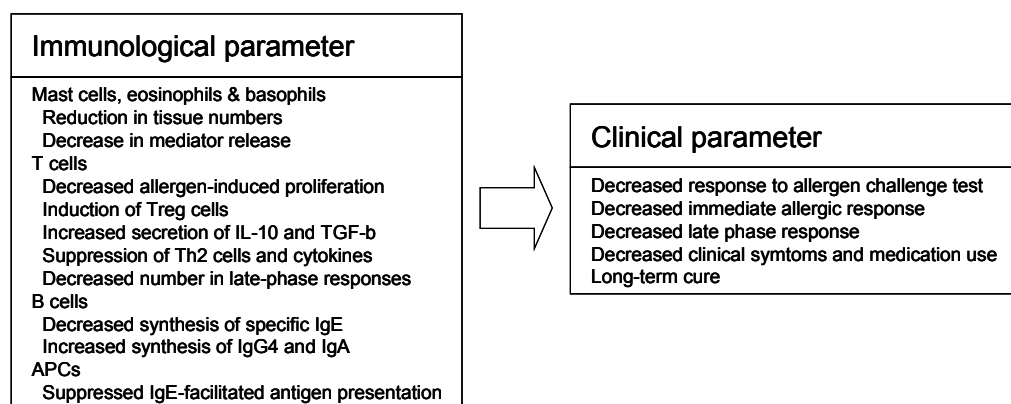 Immunological parameter
Mast cells, eosinophils & basophils
Reduction in tissue numbers
Decrease in mediator release
T cells
Decreased allergen-induced proliferation
Induction of Treg cells
Increased secretion of IL-10 and TGF-b
Suppression of Th2 cells and cytokines
Decreased number in late-phase responses
B cells
Decreased synthesis of specific IgE
Increased synthesis of IgG4 and IgA
APCs
Suppressed IgE-facilitated antigen presentation
Clinical parameter
Decreased response to allergen challenge test
Decreased immediate allergic response
Decreased late phase response
Decreased clinical symtoms and medication use
Long-term cure